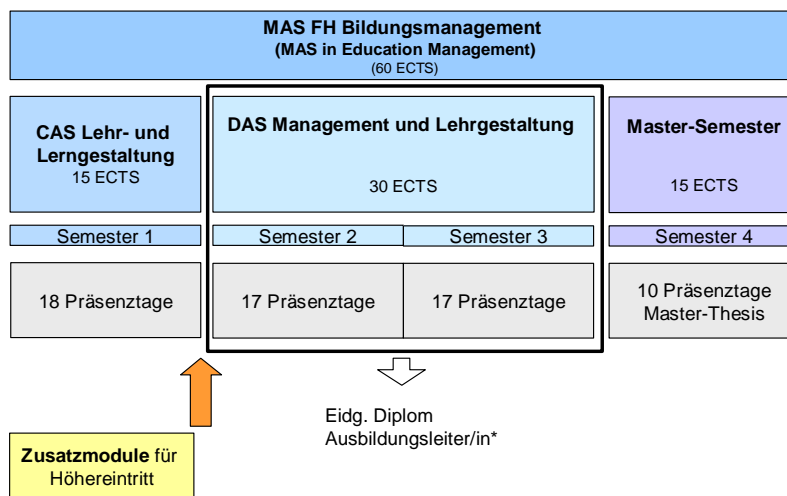 MAS FH Bildungsmanagement
(MAS in Education Management)
(60 ECTS)
CAS Lehr- und
Lerngestaltung
15 ECTS
DAS Management und Lehrgestaltung
30 ECTS
Master-Semester
15 ECTS
Semester 1
Semester 2
Semester 3
Semester 4
18 Präsenztage
17 Präsenztage
17 Präsenztage
10 Präsenztage
Master-Thesis
Eidg. Diplom
Ausbildungsleiter/in*
Zusatzmodule für
Höhereintritt